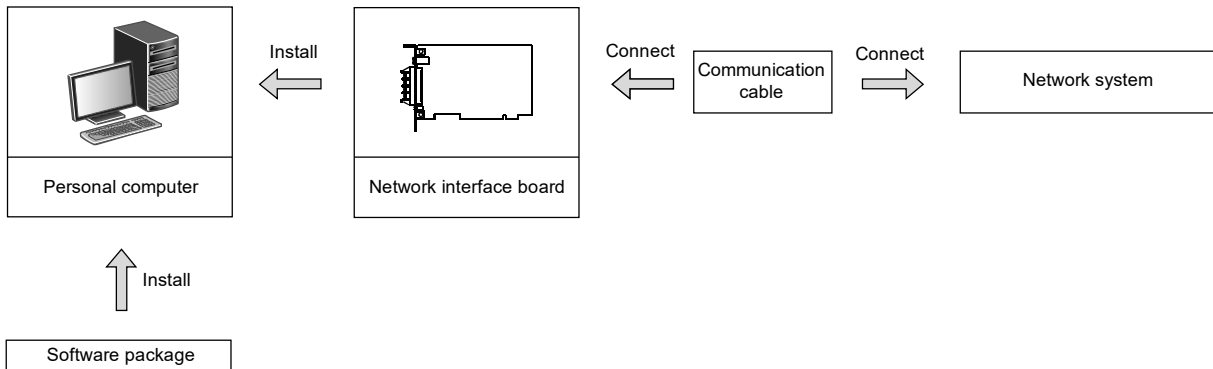 Install
Connect
Connect
Communication
cable
Network system
Personal computer
Network interface board
Install
Software package